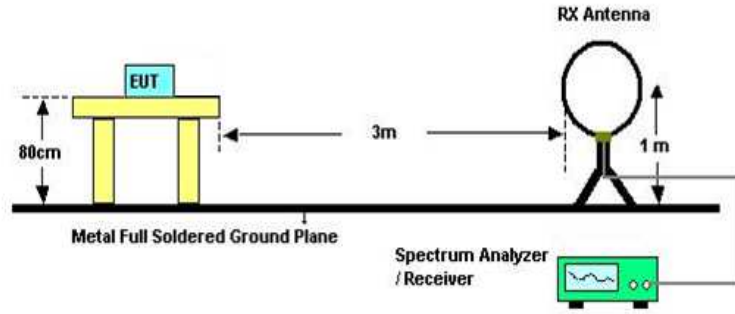 RX Antenna
EUT
80cm
3m
1 m
Metal Full Soldered Ground Plane
Spectrum Analyzer
/ Receiver